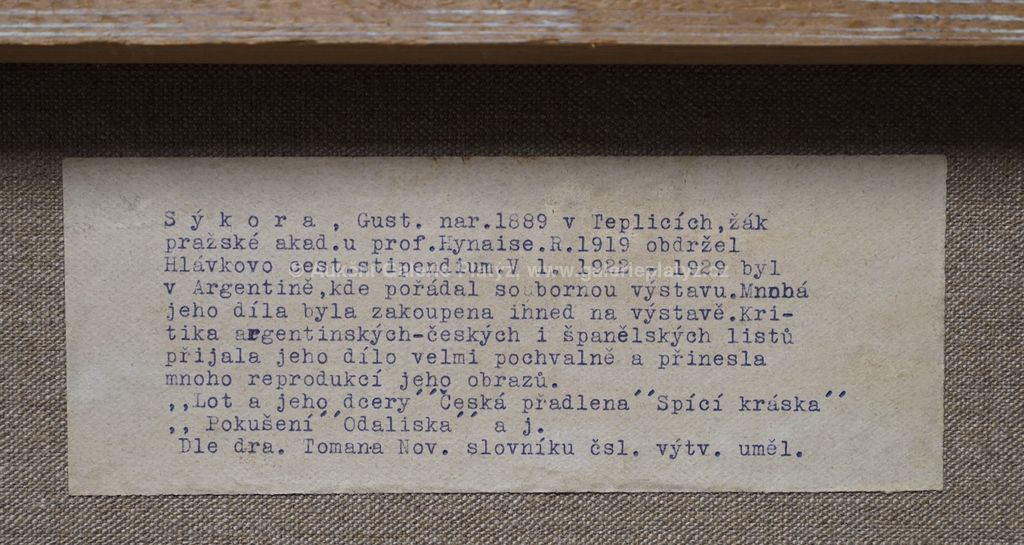 S ý k o r a , Gust. nar.1889 v Teplicích,žák
pražské akad.u prof.Hynaise.R.1919 obdržel
Hlávkovo cest.stipendium,V l. 1922 - 1929 byl
v Argentině,kde pořádal soubornou výstavu.Mnohá
jeho díla byla zakoupena ihned na výstavě.Kri-
tika argentinských-českých i španělských listů
přijala jeho dílo velmi pochvalně a přinesla
mnoho reprodukcí jeho obrazů.
,,Lot a jeho dcery´´Česká přadlena´´Spící kráska´´
,, Pokušení´´Odaliska´´ a j.
Dle dra. Tomana Nov. slovníku čsl. výtv. uměl.